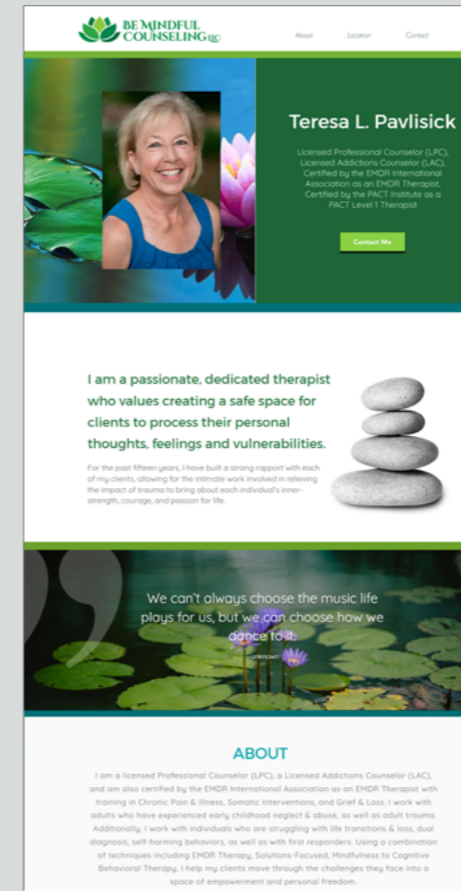 BE MINDFUL
COUNSELING LLC
About Location Contact
Teresa L. Pavlisick
Licensed Professional Counselor (LPC),
Licensed Addictions Counselor (LAC),
Certified by the EMDR International
Association as an EMDR Therapist,
Certified by the PACT Institute as a
PACT Level 1 Therapist
Contact Me
I am a passionate, dedicated therapist
who values creating a safe space for
clients to process their personal
thoughts, feelings and vulnerabilities.
For the past fifteen years, I have built a strong rapport with each
of my clients, allowing for the intimate work involved in relieving
the impact of trauma to bring about each individual's inner-
strength, courage, and passion for life.
We can't always choose the music life
plays for us, but we can choose how we
dance to it.
-unknown
ABOUT
I am a licensed Professional Counselor (LPC), a Licensed Addictions Counselor (LAC),
and am also certified by the EMDR International Association as an EMDR Therapist with
training in Chronic Pain & Illness, Somatic Interventions, and Grief & Loss. I work with
adults who have experienced early childhood neglect & abuse, as well as adult trauma.
Additionally, I work with individuals who are struggling with life transitions & loss, dual
diagnosis, self-harming behaviors, as well as with first responders. Using a combination
of techniques including EMDR Therapy, Solutions-Focused, Mindfulness to Cognitive
Behavioral Therapy, I help my clients move through the challenges they face into a
space of empowerment and personal freedom.